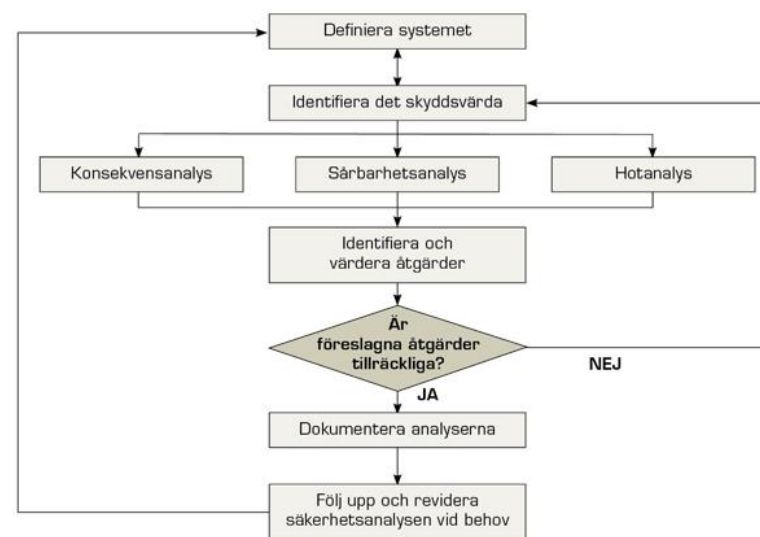 Definiera systemet
Identifiera det skyddsvärda
Konsekvensanalys
Sårbarhetsanalys
Hotanalys
Identifiera och
värdera åtgärder
Är
föreslagna åtgärder
tillräckliga?
NEJ
JA
Dokumentera analyserna
Följ upp och revidera
säkerhetsanalysen vid behov